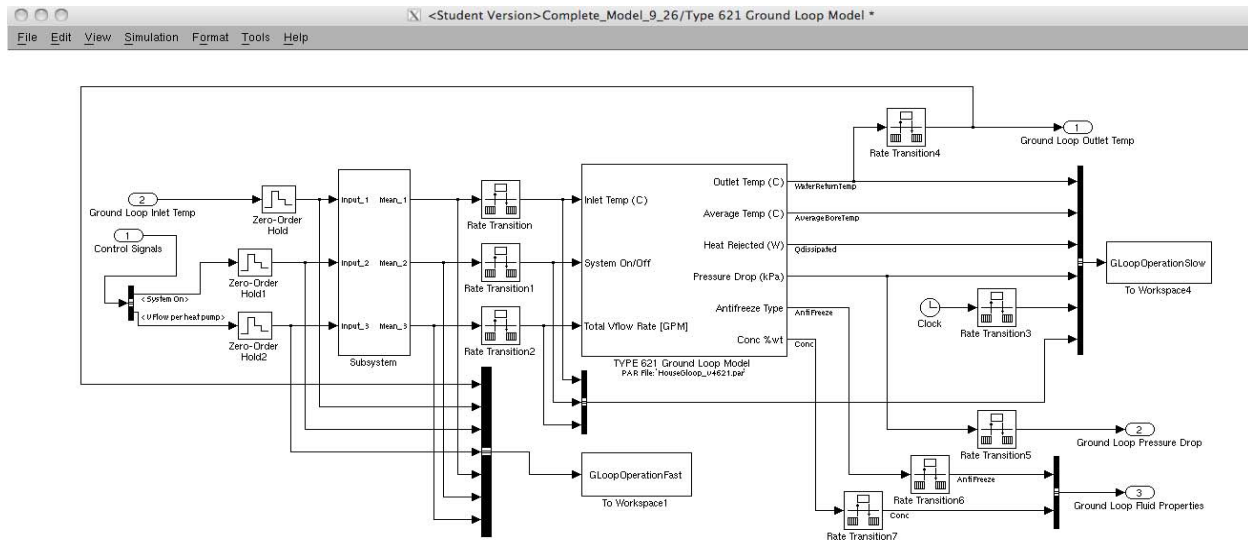 X <Student Version>Complete_Model_9_26/Type 621 Ground Loop Model *
File Edit View Simulation Format Tools Help
2
Ground Loop Inlet Temp
1
Control Signals
<System On>
<VFlow per heat pump>
Zero-Order
Hold
Zero-Order
Hold1
Zero-Order
Hold2
Input_1 Mean_1
Input_2 Mean_2
Input_3 Mean_3
Subsystem
Rate Transition
Rate Transition1
Rate Transition2
Inlet Temp (C)
System On/Off
Total Vflow Rate [GPM]
Outlet Temp (C)
Average Temp (C)
Heat Rejected (W)
Pressure Drop (kPa)
Antifreeze Type
Conc %wt
TYPE 621 Ground Loop Model
PAR File: 'HouseGloop_v4621.par'
WaterReturnTemp
AverageBoreTemp
Qdissipated
AntiFreeze
Conc
Rate Transition4
1
Ground Loop Outlet Temp
Clock
Rate Transition3
GLoopOperationSlow
To Workspace4
GLoopOperationFast
To Workspace1
Rate Transition5
2
Ground Loop Pressure Drop
Rate Transition6
AntiFreeze
Rate Transition7
Conc
3
Ground Loop Fluid Properties